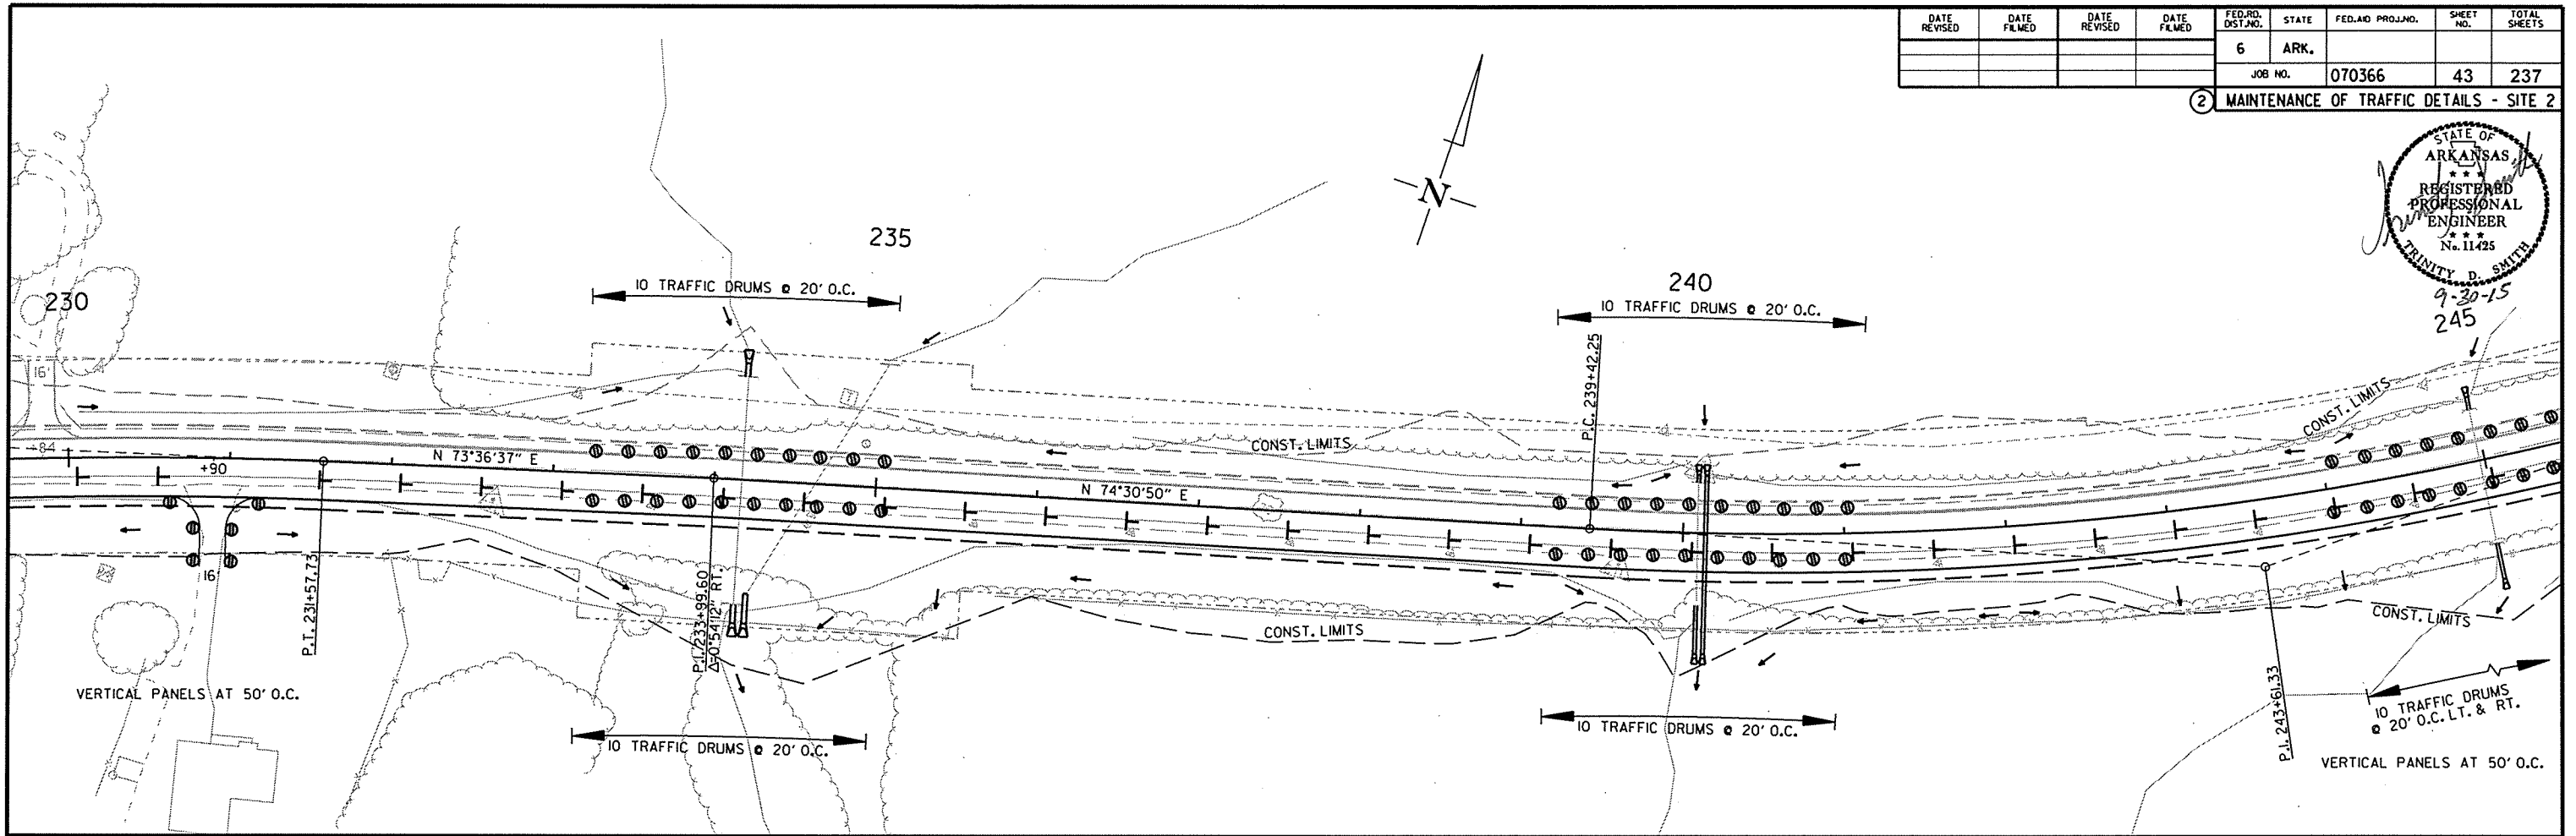 DATE REVISED
DATE FILMED
DATE REVISED
DATE FILMED
FED.RD. DIST.NO.
STATE
FED.AID PROJ.NO.
SHEET NO.
TOTAL SHEETS
6
ARK.
JOB NO.
070366
43
237
2
MAINTENANCE OF TRAFFIC DETAILS - SITE 2
STATE OF
ARKANSAS
REGISTERED
PROFESSIONAL
ENGINEER
No. 11425
TRINITY D. SMITH
9-30-15
245
N
235
240
230
10 TRAFFIC DRUMS @ 20' O.C.
10 TRAFFIC DRUMS @ 20' O.C.
P.C. 239+42.25
16'
+84
+90
N 73°36'37" E
CONST. LIMITS
CONST. LIMITS
N 74°30'50" E
16'
P.T. 231+57.73
P.I. 233+99.60
Δ=0°54'12" RT.
CONST. LIMITS
CONST. LIMITS
VERTICAL PANELS AT 50' O.C.
10 TRAFFIC DRUMS @ 20' O.C.
10 TRAFFIC DRUMS @ 20' O.C.
P.I. 243+61.33
10 TRAFFIC DRUMS
@ 20' O.C. LT. & RT.
VERTICAL PANELS AT 50' O.C.